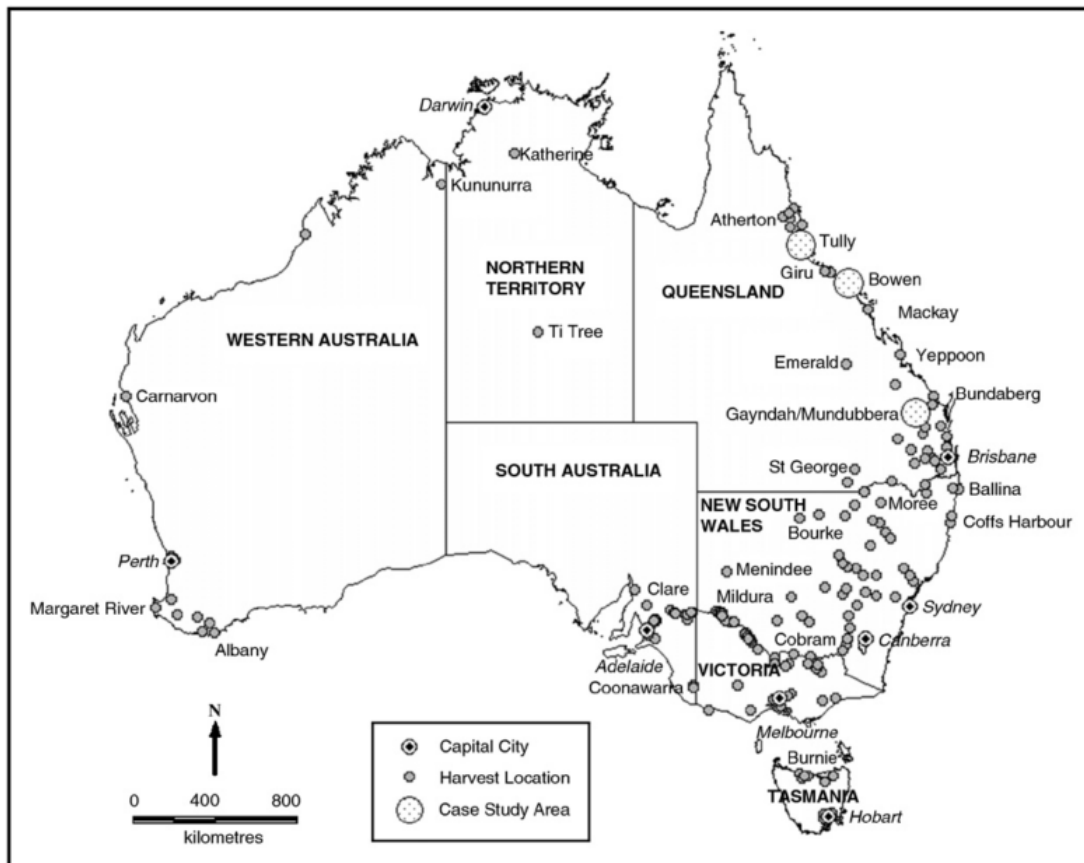 Darwin
Katherine
Kununurra
Atherton
Tully
NORTHERN
TERRITORY
Giru
Bowen
QUEENSLAND
Mackay
WESTERN AUSTRALIA
Ti Tree
Yeppoon
Emerald
Carnarvon
Bundaberg
Gayndah/Mundubbera
Brisbane
SOUTH AUSTRALIA
St George
Ballina
NEW SOUTH
WALES
Moree
Bourke
Coffs Harbour
Perth
Menindee
Clare
Mildura
Margaret River
Sydney
Albany
Cobram
Canberra
Adelaide
VICTORIA
Coonawarra
N
Melbourne
Burnie
TASMANIA
Hobart
Capital City
Harvest Location
Case Study Area
0 400 800
kilometres